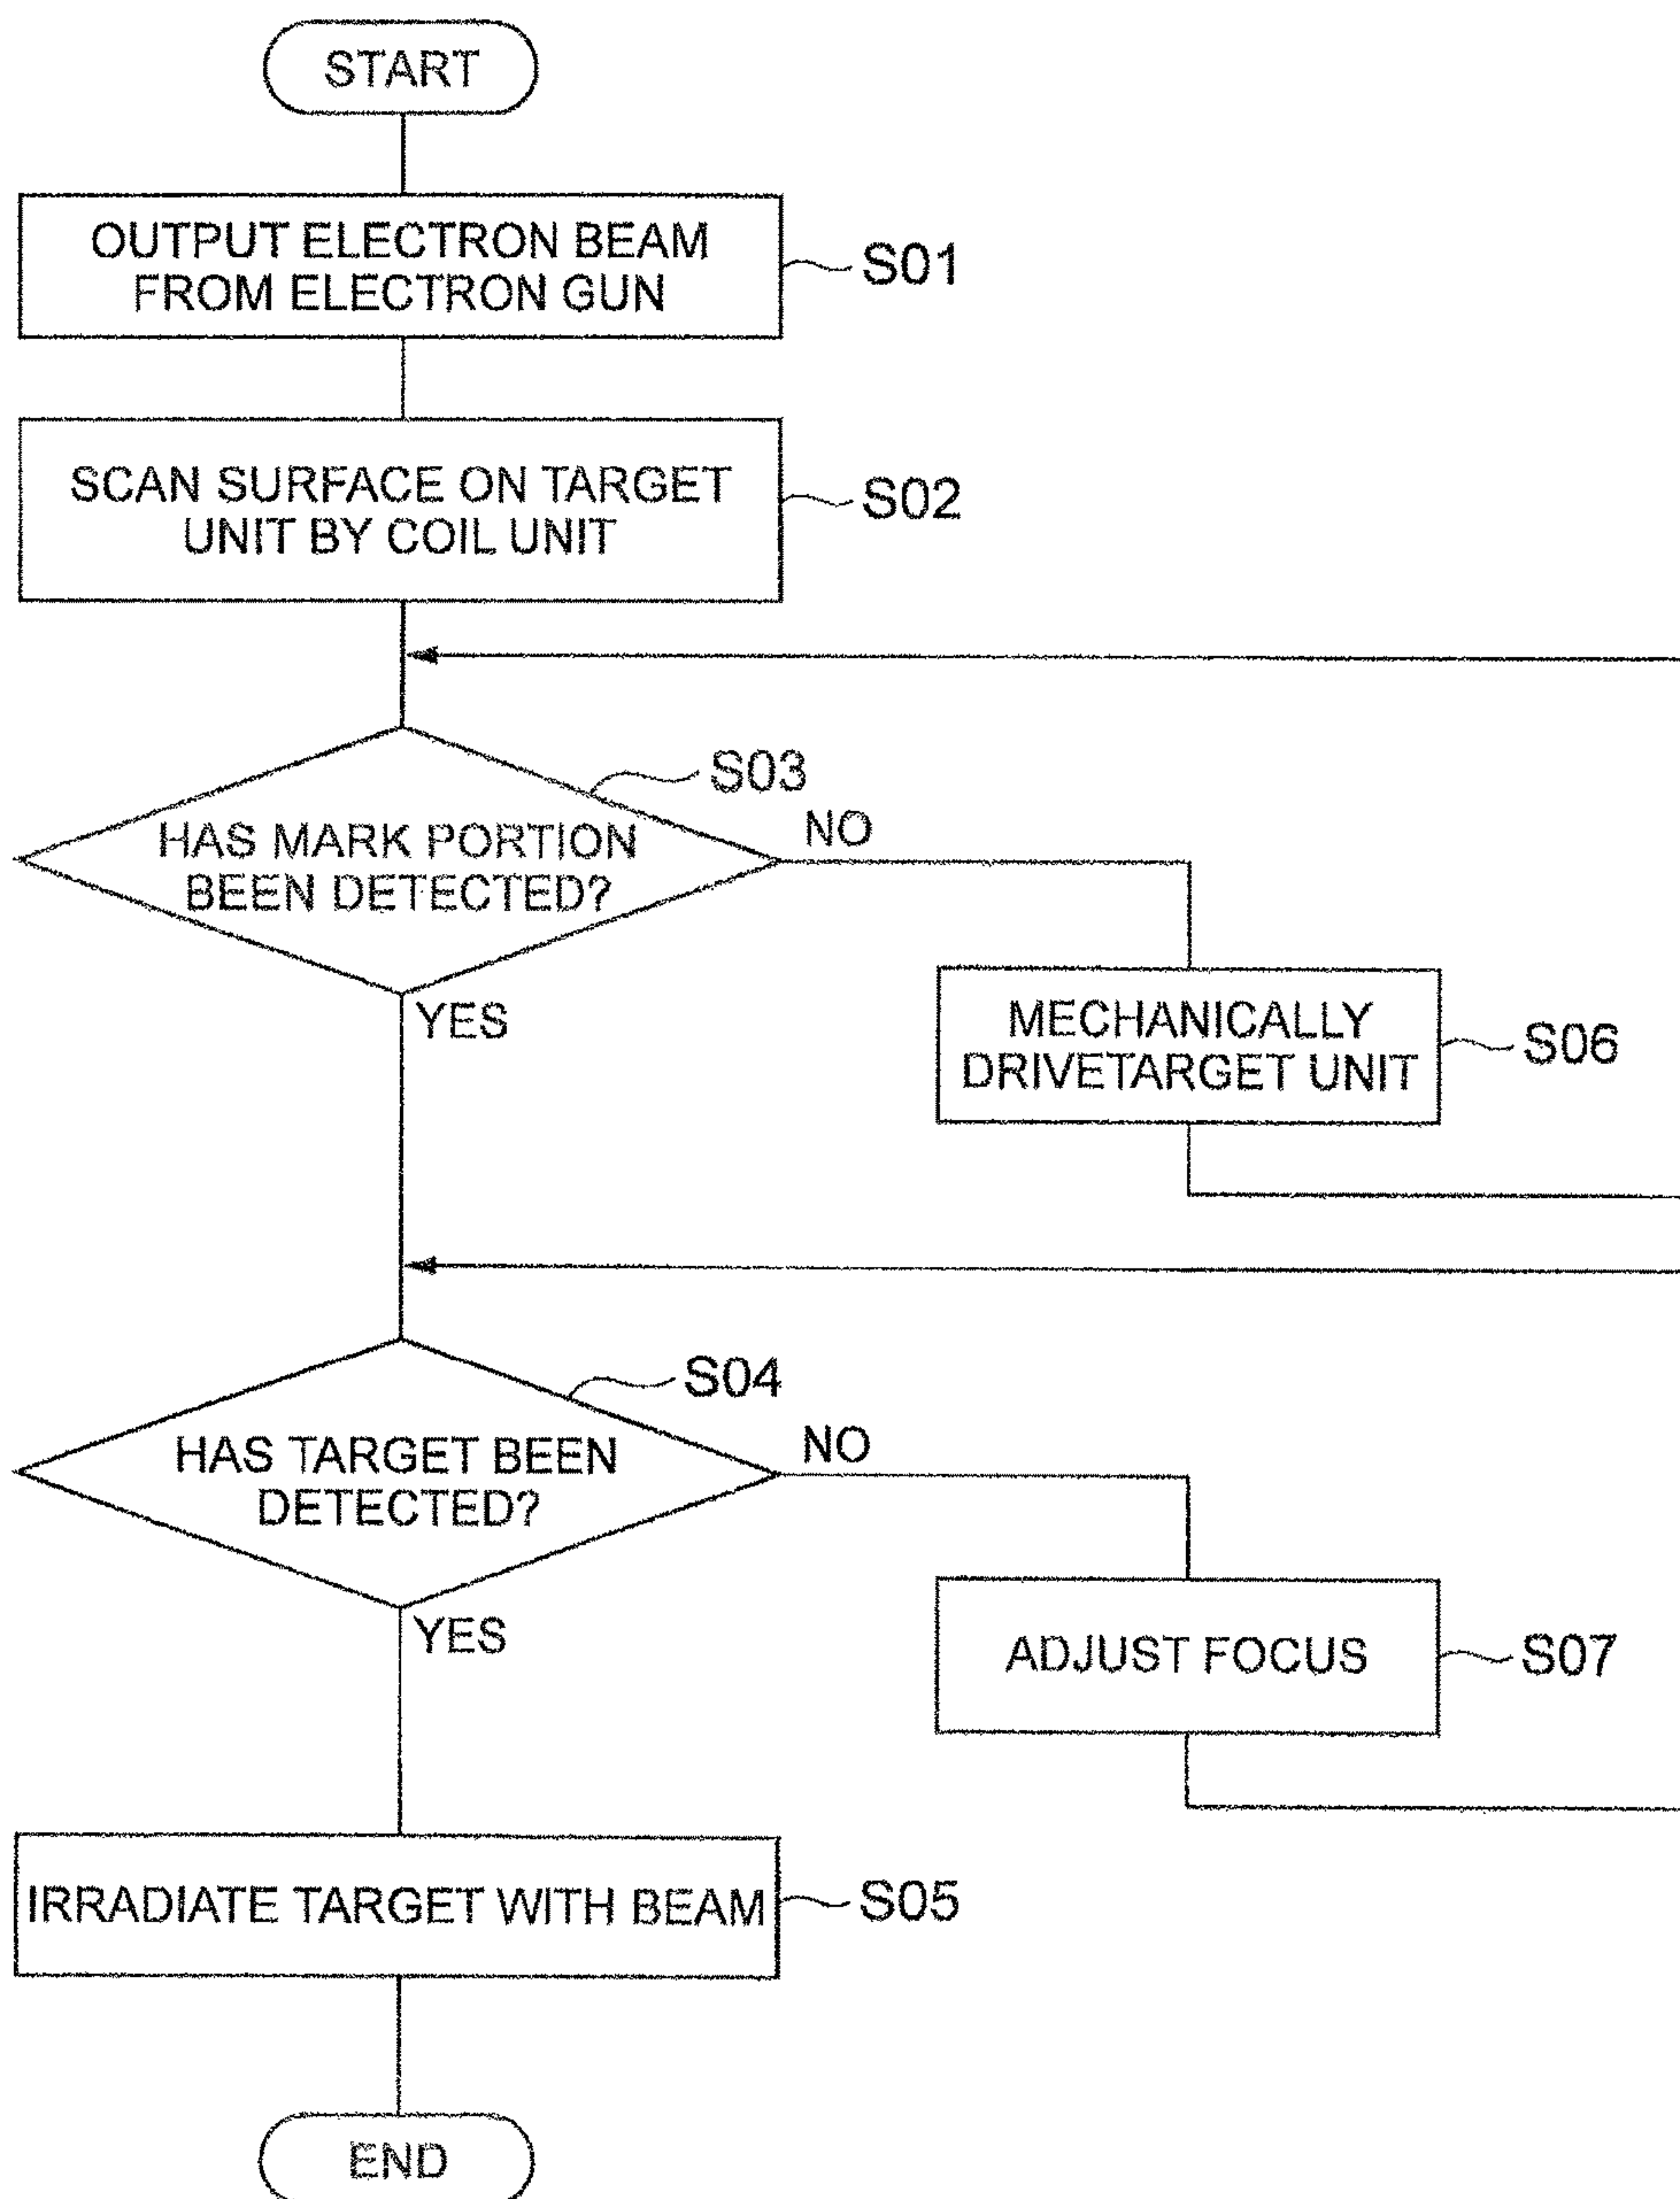 START
OUTPUT ELECTRON BEAM
FROM ELECTRON GUN
S01
SCAN SURFACE ON TARGET
UNIT BY COIL UNIT
S02
S03
HAS MARK PORTION
BEEN DETECTED?
NO
YES
MECHANICALLY
DRIVETARGET UNIT
S06
S04
HAS TARGET BEEN
DETECTED?
NO
YES
ADJUST FOCUS
S07
IRRADIATE TARGET WITH BEAM
S05
END